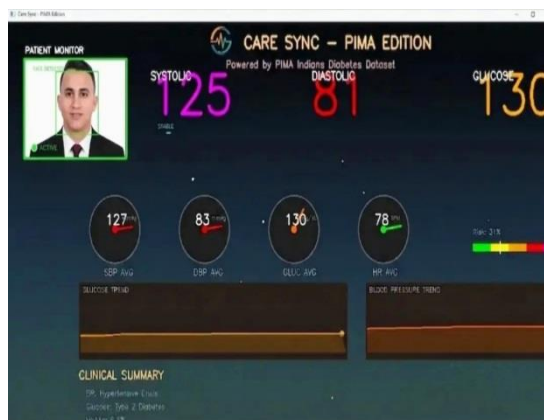 Care Sync - PIMA Edition
CARE SYNC – PIMA EDITION
Powered by PIMA Indians Diabetes Dataset
PATIENT MONITOR
ACTIVE
SYSTOLIC
125
STABLE
DIASTOLIC
81
GLUCOSE
130
127
SBP AVG
83
DBP AVG
130
GLUC AVG
78
HR AVG
GLUCOSE TREND
BLOOD PRESSURE TREND
CLINICAL SUMMARY
BP: Hypertensive Crisis
Glucose: Type 2 Diabetes